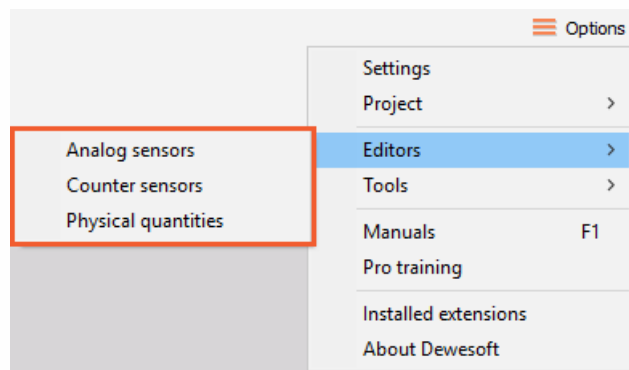 Options
Settings
Project
Editors
Analog sensors
Counter sensors
Physical quantities
Tools
Manuals F1
Pro training
Installed extensions
About Dewesoft